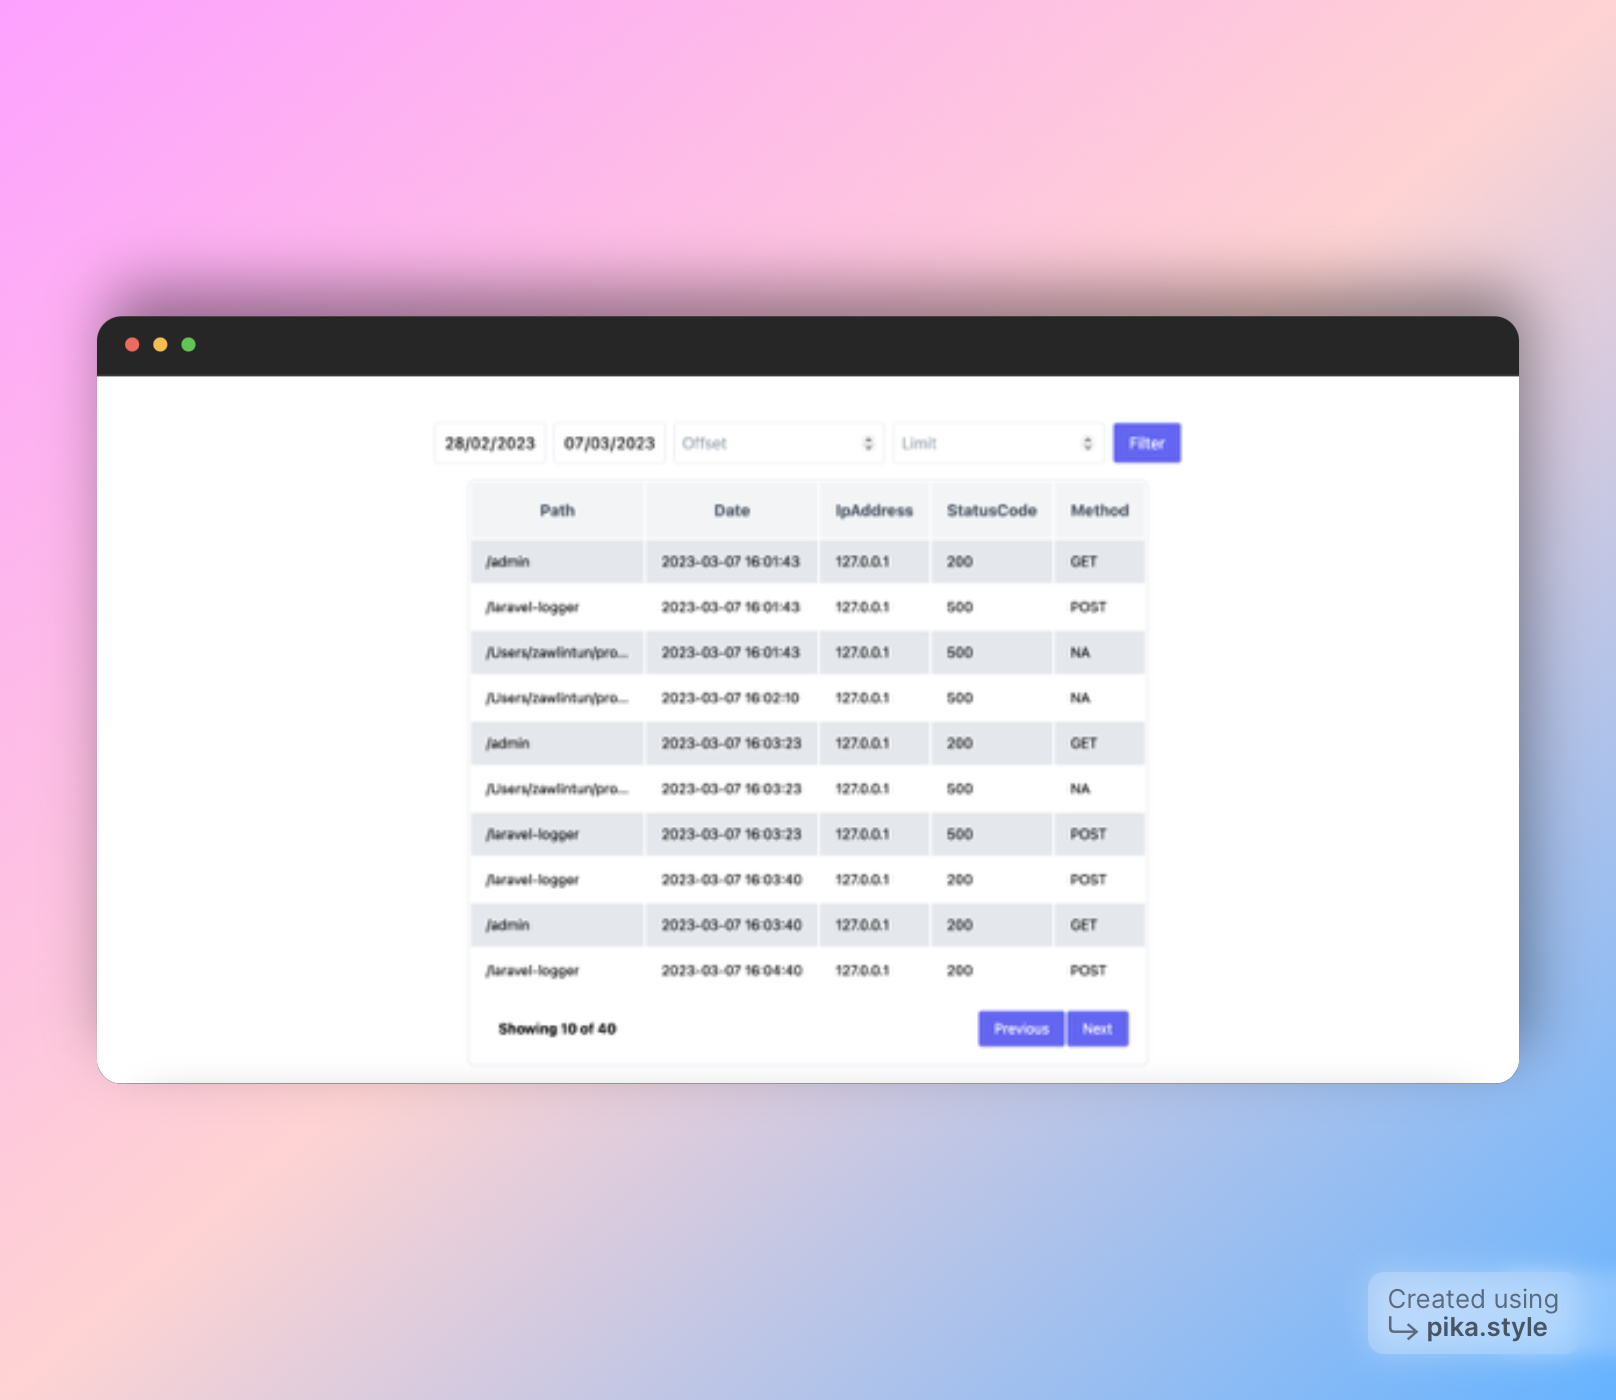 28/02/2023 07/03/2023 Offset Limit Filter
Path Date IpAddress StatusCode Method
/admin 2023-03-07 16:01:43 127.0.0.1 200 GET
/laravel-logger 2023-03-07 16:01:43 127.0.0.1 500 POST
/Users/zawlintun/pro... 2023-03-07 16:01:43 127.0.0.1 500 NA
/Users/zawlintun/pro... 2023-03-07 16:02:10 127.0.0.1 500 NA
/admin 2023-03-07 16:03:23 127.0.0.1 200 GET
/Users/zawlintun/pro... 2023-03-07 16:03:23 127.0.0.1 500 NA
/laravel-logger 2023-03-07 16:03:23 127.0.0.1 500 POST
/laravel-logger 2023-03-07 16:03:40 127.0.0.1 200 POST
/admin 2023-03-07 16:03:40 127.0.0.1 200 GET
/laravel-logger 2023-03-07 16:04:40 127.0.0.1 200 POST
Showing 10 of 40 Previous Next
Created using
pika.style